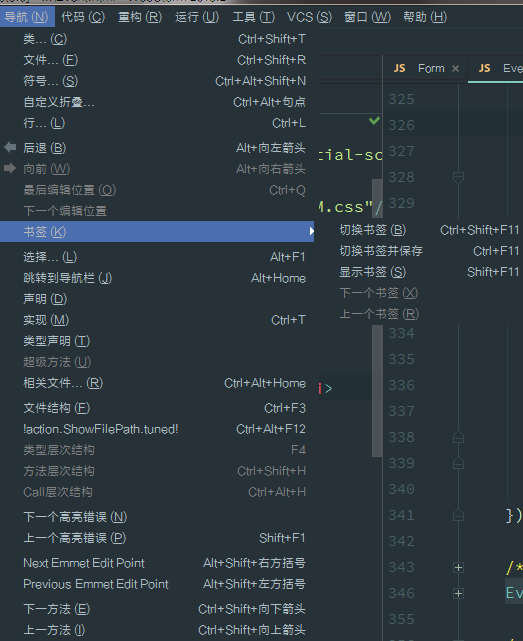 导航 (N) 代码 (C) 重构 (R) 运行 (U) 工具 (T) VCS (S) 窗口 (W) 帮助 (H)
类... (C) Ctrl+Shift+T
文件... (F) Ctrl+Shift+R
符号... (S) Ctrl+Alt+Shift+N
自定义折叠... Ctrl+Alt+句点
行... (L) Ctrl+L
后退 (B) Alt+向左箭头
向前 (W) Alt+向右箭头
最后编辑位置 (O) Ctrl+Q
下一个编辑位置
书签 (K)
选择... (L) Alt+F1
跳转到导航栏 (J) Alt+Home
声明 (D)
实现 (M) Ctrl+T
类型声明 (T)
超级方法 (U)
相关文件... (R) Ctrl+Alt+Home
文件结构 (F) Ctrl+F3
!action.ShowFilePath.tuned! Ctrl+Alt+F12
类型层次结构 F4
方法层次结构 Ctrl+Shift+H
Call层次结构 Ctrl+Alt+H
下一个高亮错误 (N)
上一个高亮错误 (P) Shift+F1
Next Emmet Edit Point Alt+Shift+右方括号
Previous Emmet Edit Point Alt+Shift+左方括号
下一方法 (E) Ctrl+Shift+向下箭头
上一方法 (I) Ctrl+Shift+向上箭头
切换书签 (B) Ctrl+Shift+F11
切换书签并保存 Ctrl+F11
显示书签 (S) Shift+F11
下一个书签 (X)
上一个书签 (R)
JS Form × JS Eve
cial-sc
M.css"/
i>
325
326
327
328
329
334
335
336
337
338
339
340
341 })
342
343 /*
346 Ev
355
356